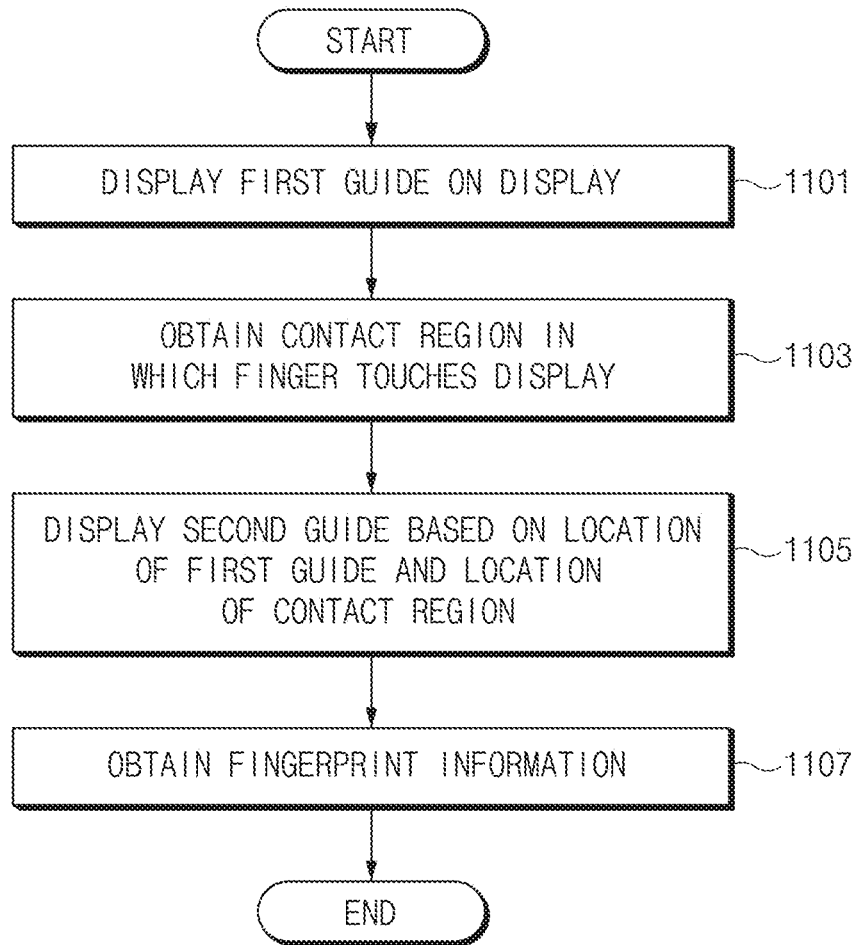 START
DISPLAY FIRST GUIDE ON DISPLAY
1101
OBTAIN CONTACT REGION IN
WHICH FINGER TOUCHES DISPLAY
1103
DISPLAY SECOND GUIDE BASED ON LOCATION
OF FIRST GUIDE AND LOCATION
OF CONTACT REGION
1105
OBTAIN FINGERPRINT INFORMATION
1107
END